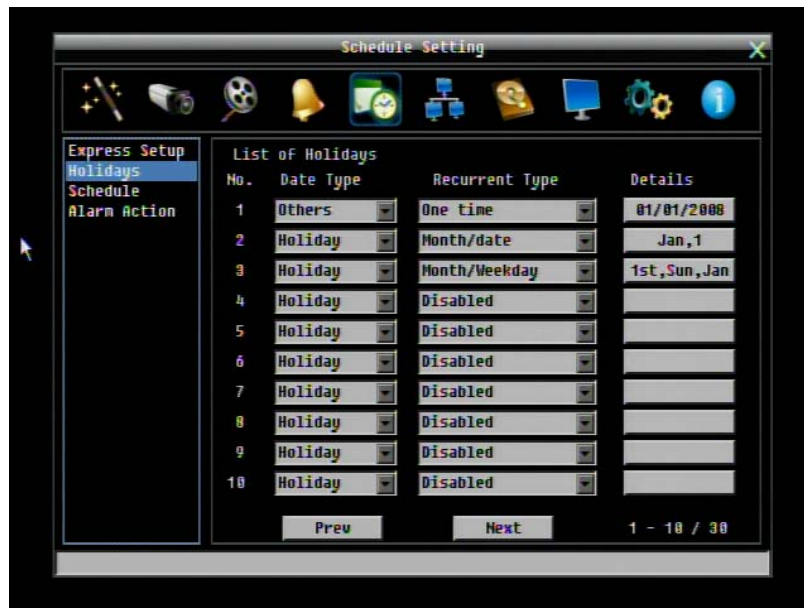 Schedule Setting
X
Express Setup
Holidays
Schedule
Alarm Action
List of Holidays
No. Date Type Recurrent Type Details
1 Others One time 01/01/2008
2 Holiday Month/date Jan,1
3 Holiday Month/Weekday 1st,Sun,Jan
4 Holiday Disabled
5 Holiday Disabled
6 Holiday Disabled
7 Holiday Disabled
8 Holiday Disabled
9 Holiday Disabled
10 Holiday Disabled
Prev Next 1 - 10 / 30